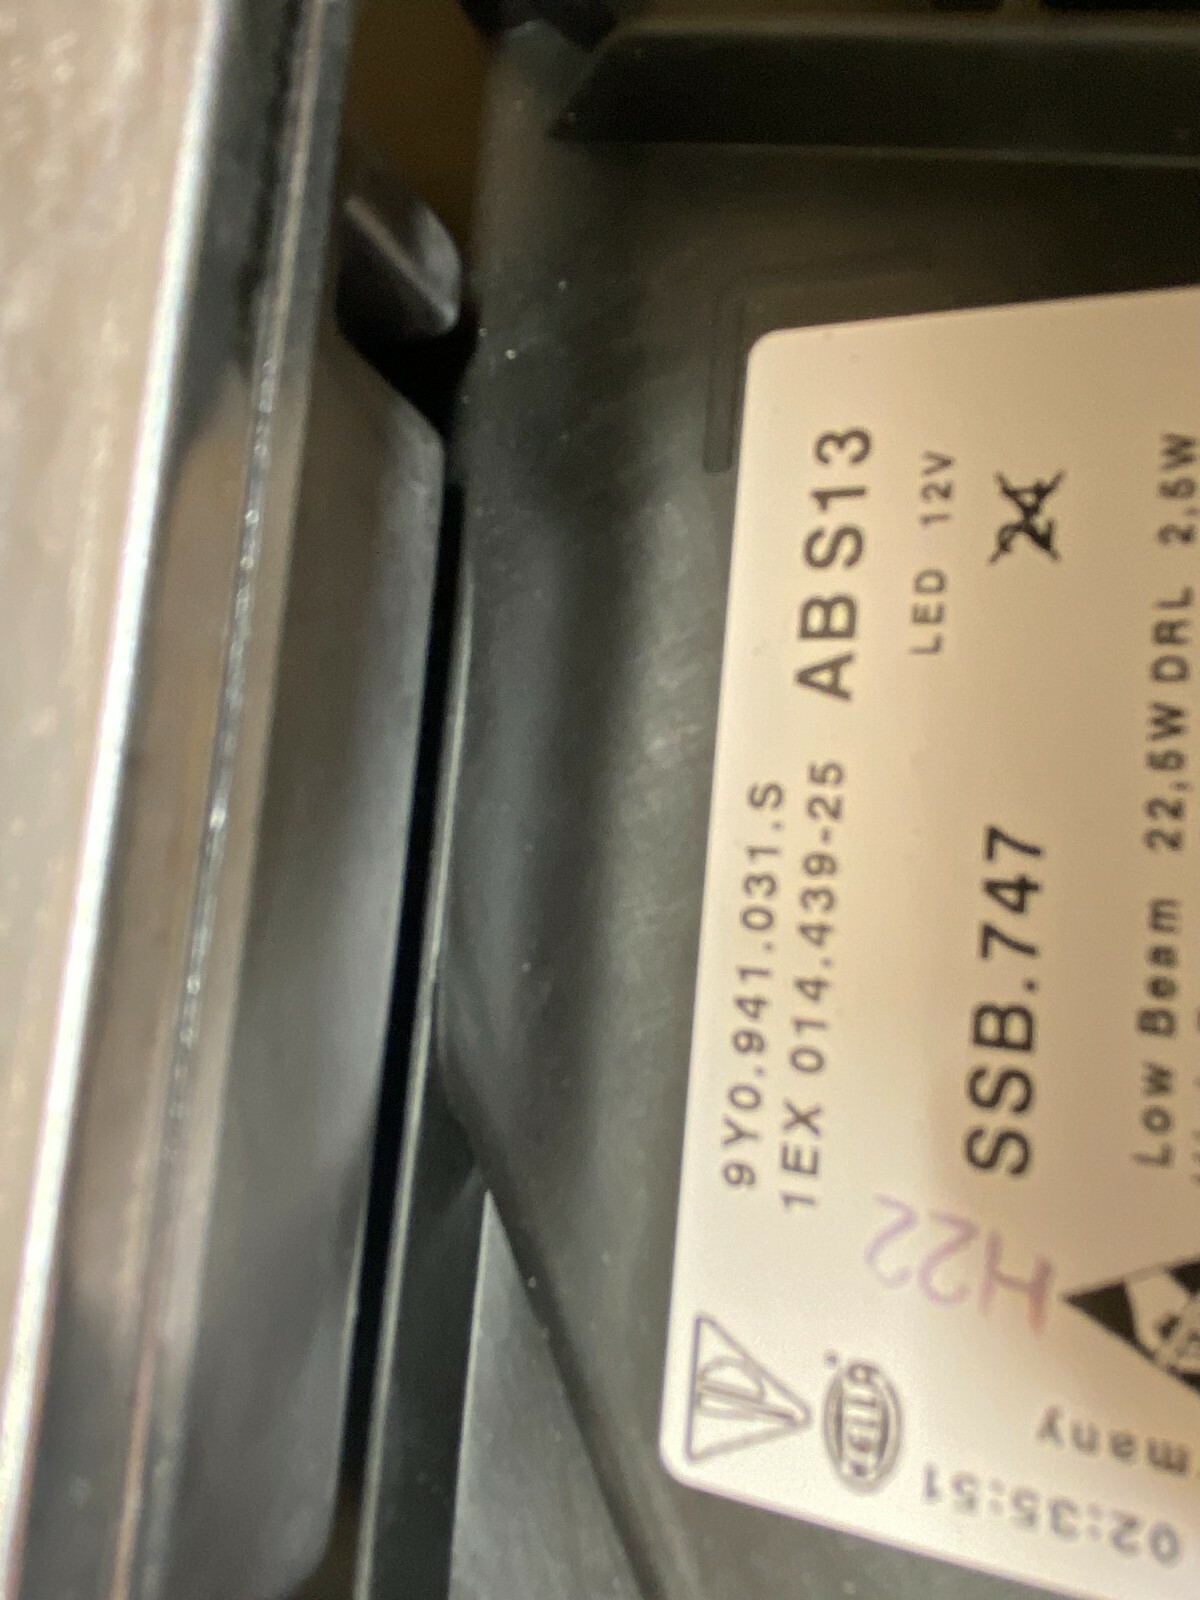 9Y0.941.031.S
1EX 014.439-25 ABS13
LED 12V
24
SSB.747
H22
Low Beam 22,5W DRL 2,5W
HELLA
02:35:51